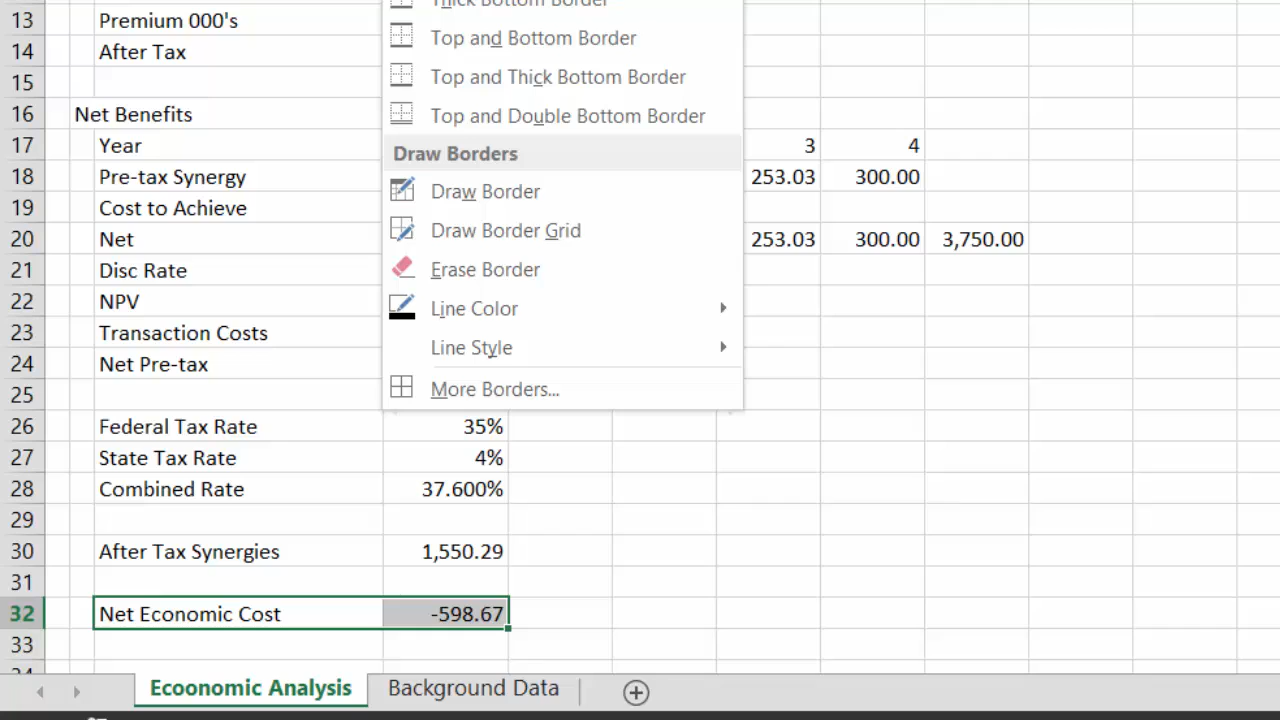 Thick Bottom Border
13 Premium 000's
Top and Bottom Border
14 After Tax
Top and Thick Bottom Border
15
Top and Double Bottom Border
16 Net Benefits
Draw Borders
17 Year 3 4
18 Pre-tax Synergy 253.03 300.00
Draw Border
19 Cost to Achieve
Draw Border Grid
20 Net 253.03 300.00 3,750.00
21 Disc Rate
Erase Border
22 NPV
Line Color
23 Transaction Costs
Line Style
24 Net Pre-tax
More Borders...
25
26 Federal Tax Rate 35%
27 State Tax Rate 4%
28 Combined Rate 37.600%
29
30 After Tax Synergies 1,550.29
31
32 Net Economic Cost -598.67
33
Ecoonomic Analysis Background Data